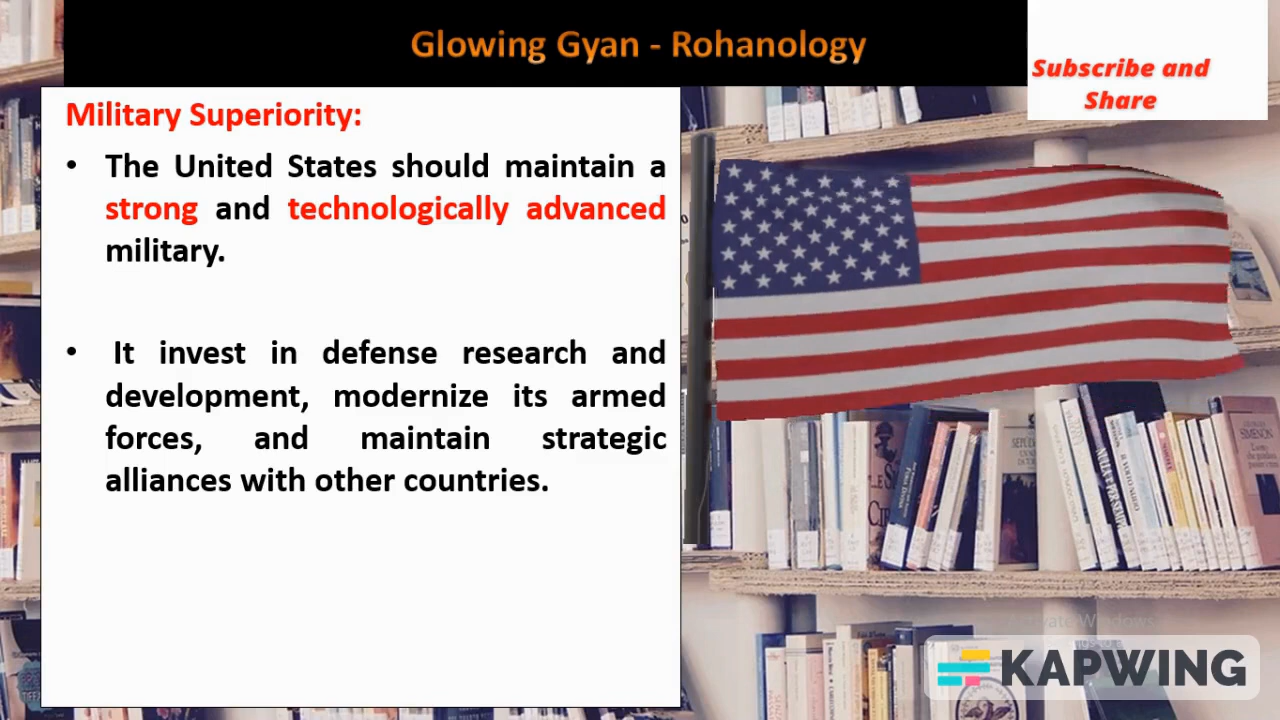 Glowing Gyan - Rohanology
Subscribe and
Share
Military Superiority:
• The United States should maintain a
strong and technologically advanced
military.
• It invest in defense research and
development, modernize its armed
forces, and maintain strategic
alliances with other countries.
SIMENON
KAPWING